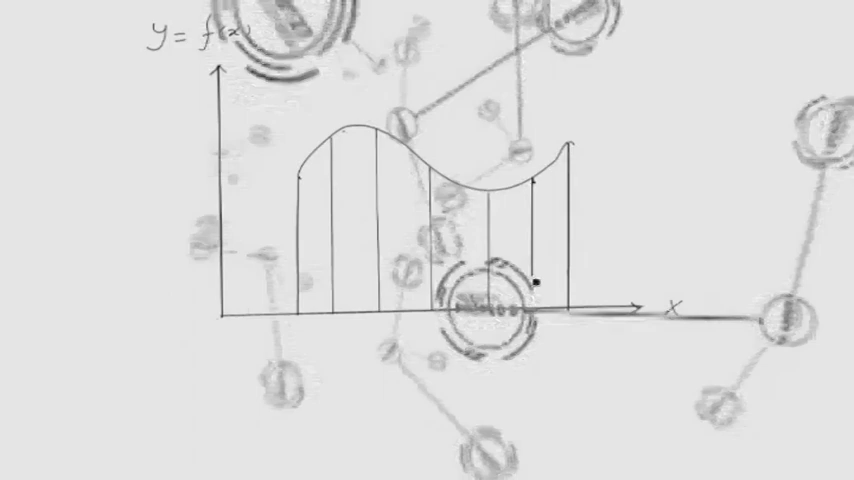 y = f(x)
x